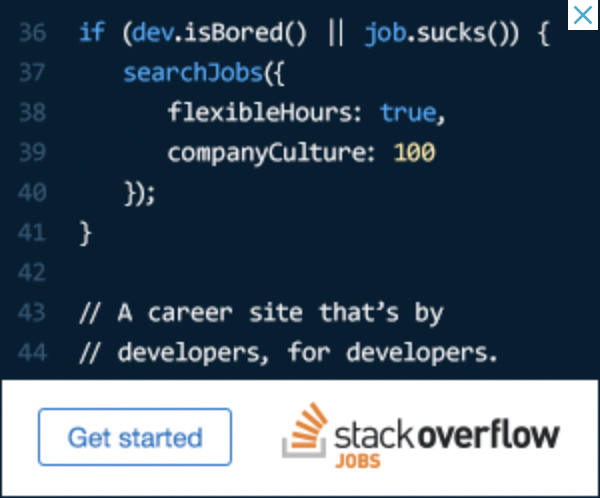 36 if (dev.isBored() || job.sucks()) {
37 searchJobs({
38 flexibleHours: true,
39 companyCulture: 100
40 });
41 }
42
43 // A career site that’s by
44 // developers, for developers.
Get started
stackoverflow
JOBS